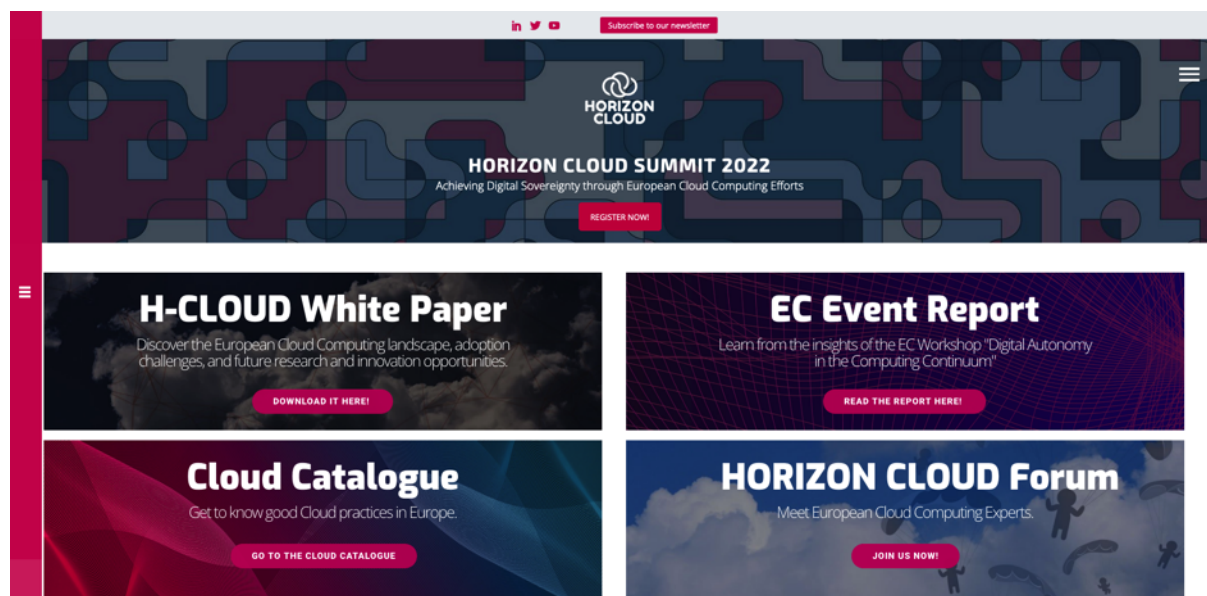 Subscribe to our newsletter
HORIZON
CLOUD
HORIZON CLOUD SUMMIT 2022
Achieving Digital Sovereignty through European Cloud Computing Efforts
REGISTER NOW!
H-CLOUD White Paper
Discover the European Cloud Computing landscape, adoption
challenges, and future research and innovation opportunities.
DOWNLOAD IT HERE!
EC Event Report
Learn from the insights of the EC Workshop "Digital Autonomy
in the Computing Continuum"
READ THE REPORT HERE!
Cloud Catalogue
Get to know good Cloud practices in Europe.
GO TO THE CLOUD CATALOGUE
HORIZON CLOUD Forum
Meet European Cloud Computing Experts.
JOIN US NOW!